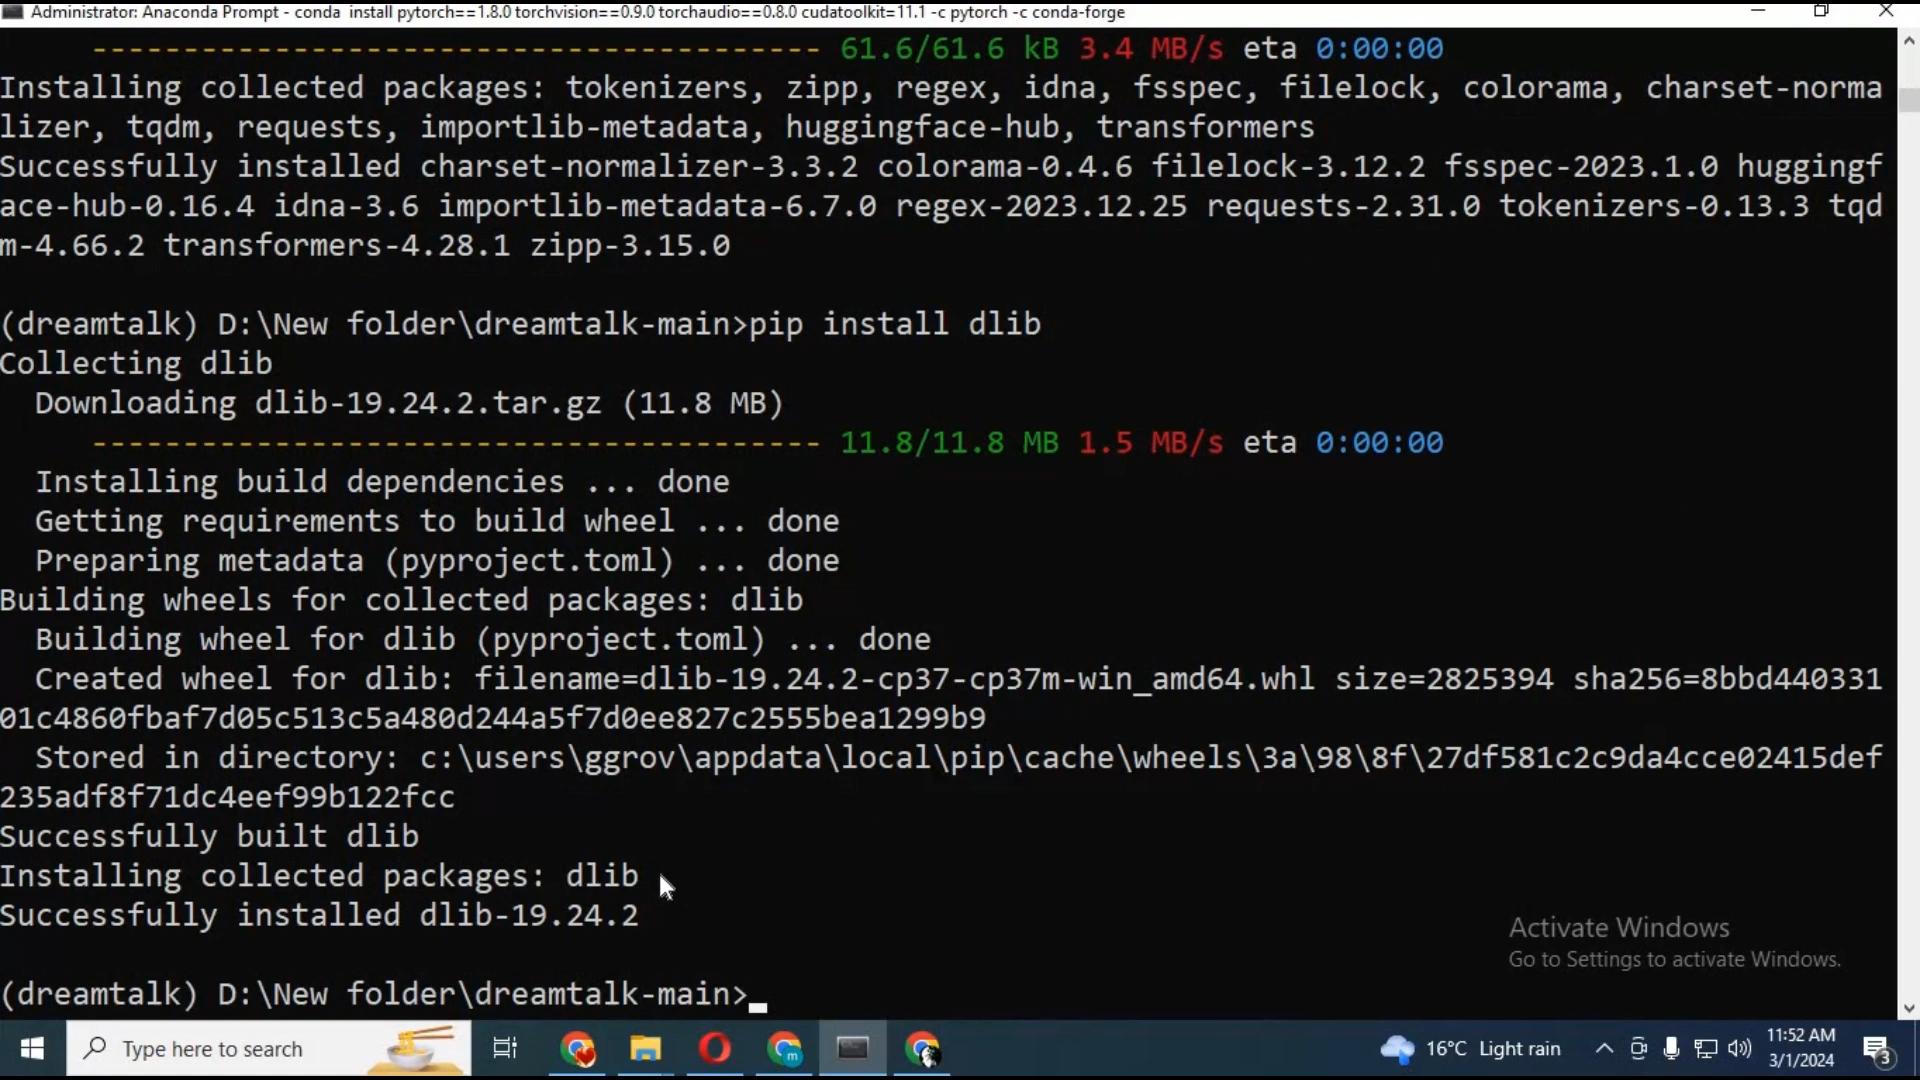 Administrator: Anaconda Prompt - conda  install pytorch==1.8.0 torchvision==0.9.0 torchaudio==0.8.0 cudatoolkit=11.1 -c pytorch -c conda-forge
---------------------------------------- 61.6/61.6 kB 3.4 MB/s eta 0:00:00
Installing collected packages: tokenizers, zipp, regex, idna, fsspec, filelock, colorama, charset-norma
lizer, tqdm, requests, importlib-metadata, huggingface-hub, transformers
Successfully installed charset-normalizer-3.3.2 colorama-0.4.6 filelock-3.12.2 fsspec-2023.1.0 huggingf
ace-hub-0.16.4 idna-3.6 importlib-metadata-6.7.0 regex-2023.12.25 requests-2.31.0 tokenizers-0.13.3 tqd
m-4.66.2 transformers-4.28.1 zipp-3.15.0
(dreamtalk) D:\New folder\dreamtalk-main>pip install dlib
Collecting dlib
Downloading dlib-19.24.2.tar.gz (11.8 MB)
---------------------------------------- 11.8/11.8 MB 1.5 MB/s eta 0:00:00
Installing build dependencies ... done
Getting requirements to build wheel ... done
Preparing metadata (pyproject.toml) ... done
Building wheels for collected packages: dlib
Building wheel for dlib (pyproject.toml) ... done
Created wheel for dlib: filename=dlib-19.24.2-cp37-cp37m-win_amd64.whl size=2825394 sha256=8bbd440331
01c4860fbaf7d05c513c5a480d244a5f7d0ee827c2555bea1299b9
Stored in directory: c:\users\ggrov\appdata\local\pip\cache\wheels\3a\98\8f\27df581c2c9da4cce02415def
235adf8f71dc4eef99b122fcc
Successfully built dlib
Installing collected packages: dlib
Successfully installed dlib-19.24.2
Activate Windows
Go to Settings to activate Windows.
(dreamtalk) D:\New folder\dreamtalk-main>
Type here to search
m
16°C Light rain
11:52 AM
3/1/2024
3